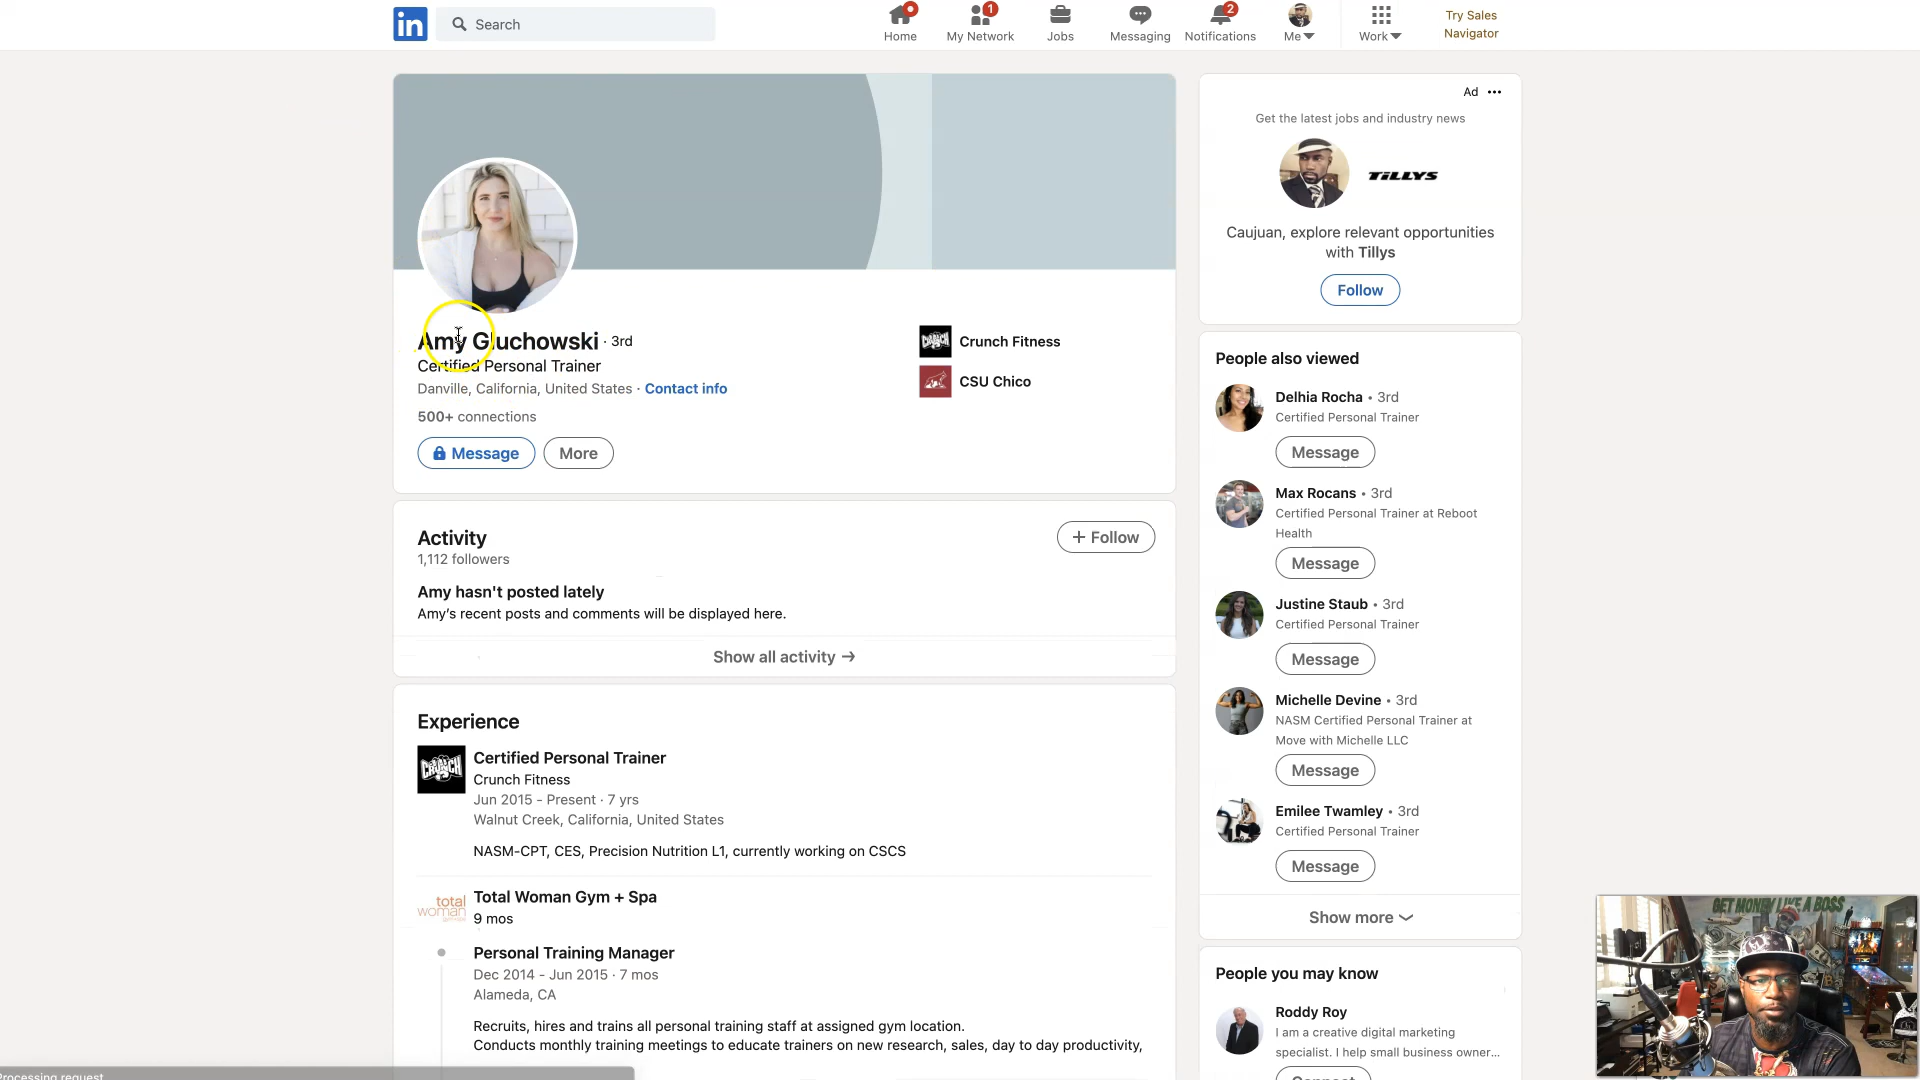 in
Search
Home
1
My Network
Jobs
Messaging
2
Notifications
Me
Work
Try Sales
Navigator
Amy Gluchowski · 3rd
Certified Personal Trainer
Danville, California, United States · Contact info
500+ connections
Message
More
Crunch Fitness
CSU Chico
Activity
1,112 followers
+ Follow
Amy hasn't posted lately
Amy's recent posts and comments will be displayed here.
Show all activity →
Experience
CRUNCH
Certified Personal Trainer
Crunch Fitness
Jun 2015 - Present · 7 yrs
Walnut Creek, California, United States
NASM-CPT, CES, Precision Nutrition L1, currently working on CSCS
total
woman
Total Woman Gym + Spa
9 mos
Personal Training Manager
Dec 2014 - Jun 2015 · 7 mos
Alameda, CA
Recruits, hires and trains all personal training staff at assigned gym location.
Conducts monthly training meetings to educate trainers on new research, sales, day to day productivity,
Processing request
Ad
Get the latest jobs and industry news
TILLYS
Caujuan, explore relevant opportunities
with Tillys
Follow
People also viewed
Delhia Rocha • 3rd
Certified Personal Trainer
Message
Max Rocans • 3rd
Certified Personal Trainer at Reboot
Health
Message
Justine Staub • 3rd
Certified Personal Trainer
Message
Michelle Devine • 3rd
NASM Certified Personal Trainer at
Move with Michelle LLC
Message
Emilee Twamley • 3rd
Certified Personal Trainer
Message
Show more
People you may know
Roddy Roy
I am a creative digital marketing
specialist. I help small business owner...
Connect
GET MONEY LIKE A BOSS